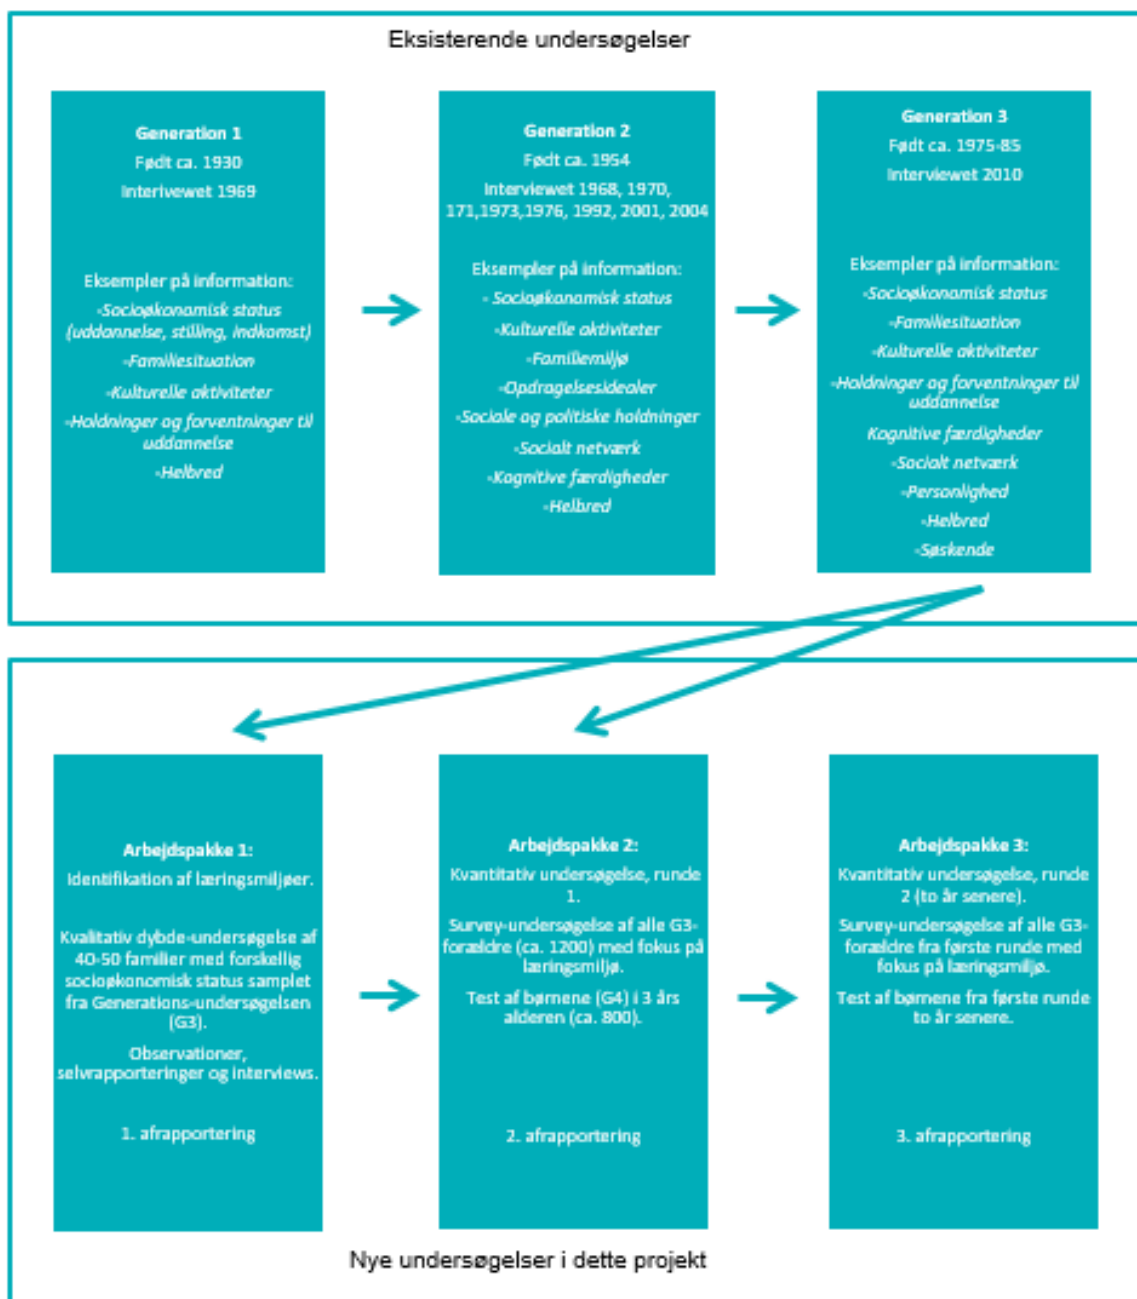 Eksisterende undersøgelser
Generation 1
Født ca. 1930
Interivewet 1969
Eksempler på information:
-Socioøkonomisk status
(uddannelse, stilling, indkomst)
-Familiesituation
-Kulturelle aktiviteter
-Holdninger og forventninger til
uddannelse
-Helbred
Generation 2
Født ca. 1954
Interviewet 1968, 1970,
171,1973,1976, 1992, 2001, 2004
Eksempler på information:
- Socioøkonomisk status
-Kulturelle aktiviteter
-Familiemiljø
-Opdragelsesidealer
-Sociale og politiske holdninger
-Socialt netværk
-Kognitive færdigheder
-Helbred
Generation 3
Født ca. 1975-85
Interviewet 2010
Eksempler på information:
-Socioøkonomisk status
-Familiesituation
-Kulturelle aktiviteter
-Holdninger og forventninger til
uddannelse
Kognitive færdigheder
-Socialt netværk
-Personlighed
-Helbred
-Søskende
Arbejdspakke 1:
Identifikation af læringsmiljøer.
Kvalitativ dybde-undersøgelse af
40-50 familier med forskellig
socioøkonomisk status samplet
fra Generations-undersøgelsen
(G3).
Observationer,
selvrapporteringer og interviews.
1. afrapportering
Arbejdspakke 2:
Kvantitativ undersøgelse, runde
1.
Survey-undersøgelse af alle G3-
forældre (ca. 1200) med fokus på
læringsmiljø.
Test af børnene (G4) i 3 års
alderen (ca. 800).
2. afrapportering
Arbejdspakke 3:
Kvantitativ undersøgelse, runde
2 (to år senere).
Survey-undersøgelse af alle G3-
forældre fra første runde med
fokus på læringsmiljø.
Test af børnene fra første runde
to år senere.
3. afrapportering
Nye undersøgelser i dette projekt